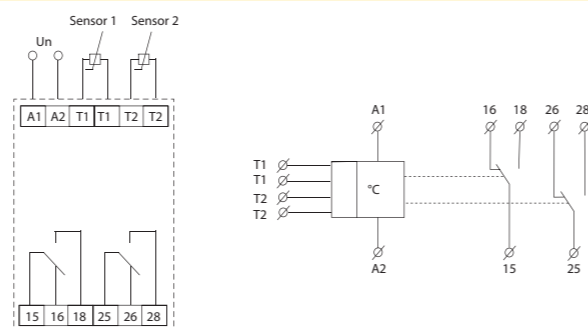 Sensor 1 Sensor 2
Un
A1 A2 T1 T1 T2 T2
15 16 18 25 26 28
A1 16 18 26 28
T1
T1
T2
T2
°C
A2 15 25